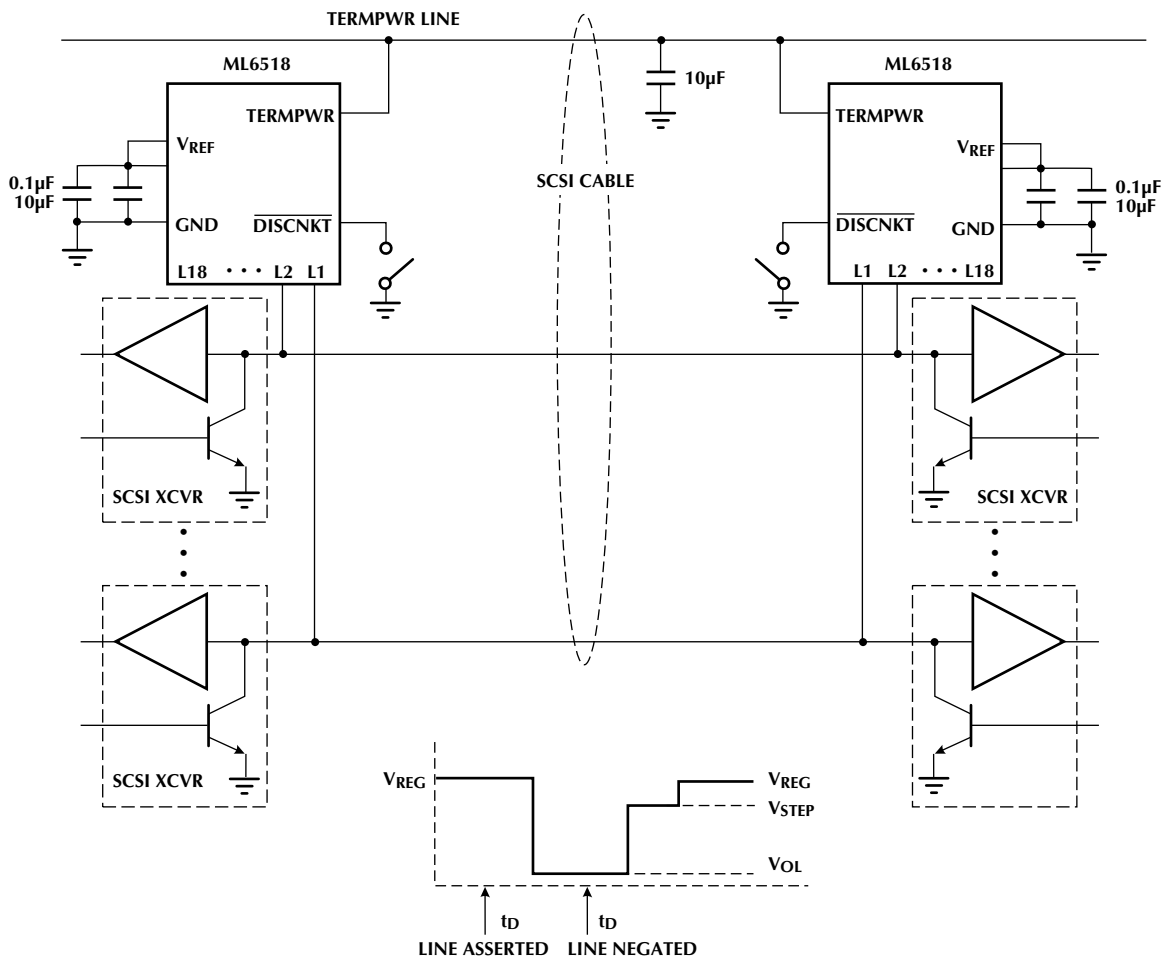 TERMPWR LINE
ML6518
ML6518
10µF
TERMPWR
TERMPWR
VREF
VREF
SCSI CABLE
0.1µF
10µF
0.1µF
10µF
GND
DISCNKT
DISCNKT
GND
L18 • • • L2 L1
L1 L2 • • • L18
SCSI XCVR
SCSI XCVR
SCSI XCVR
VREG
VREG
VSTEP
VOL
tD
tD
LINE ASSERTED
LINE NEGATED